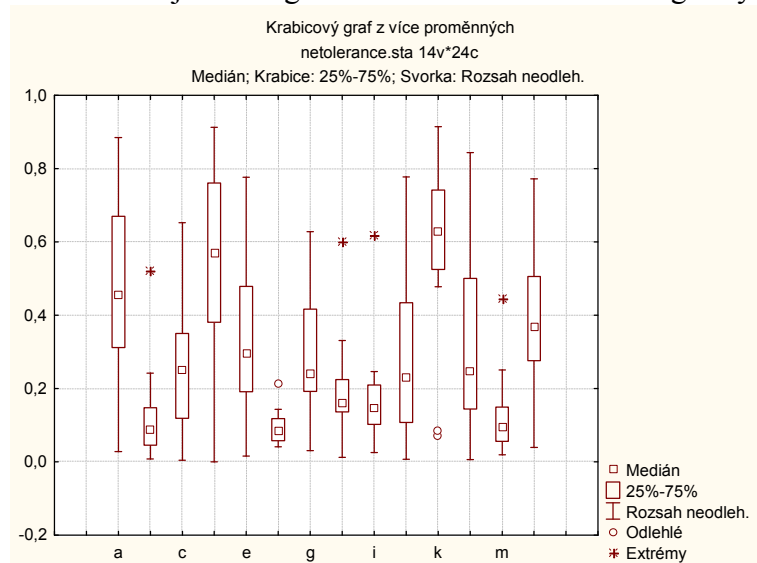 Krabicový graf z více proměnných
netolerance.sta 14v*24c
Medián; Krabice: 25%-75%; Svorka: Rozsah neodleh.
1,0
0,8
0,6
0,4
0,2
0,0
-0,2
a c e g i k m
Medián
25%-75%
Rozsah neodleh.
Odlehlé
Extrémy